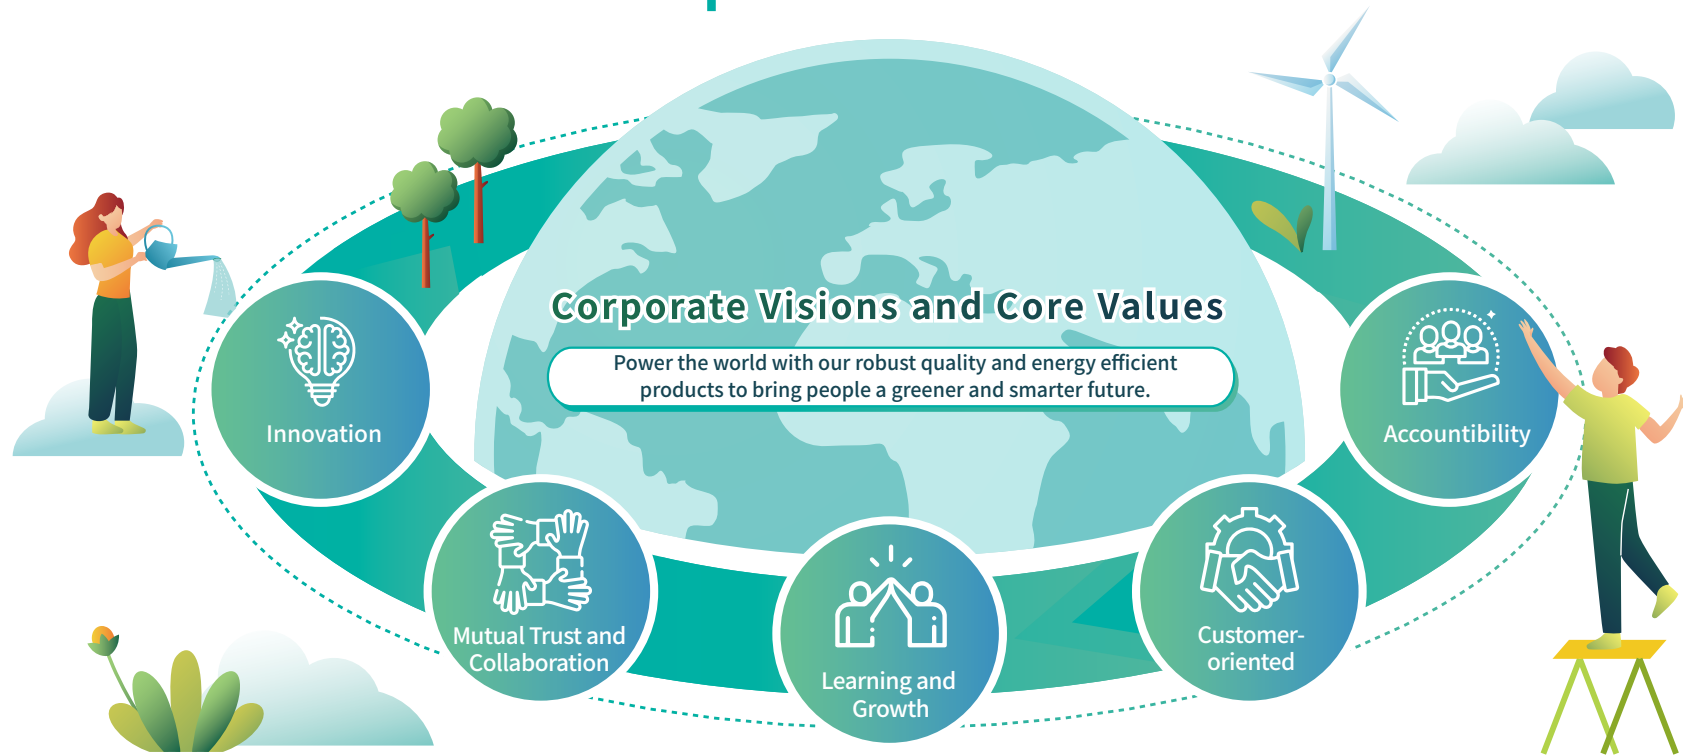 Corporate Visions and Core Values
Power the world with our robust quality and energy efficient
products to bring people a greener and smarter future.
Innovation
Mutual Trust and
Collaboration
Learning and
Growth
Customer-
oriented
Accountibility